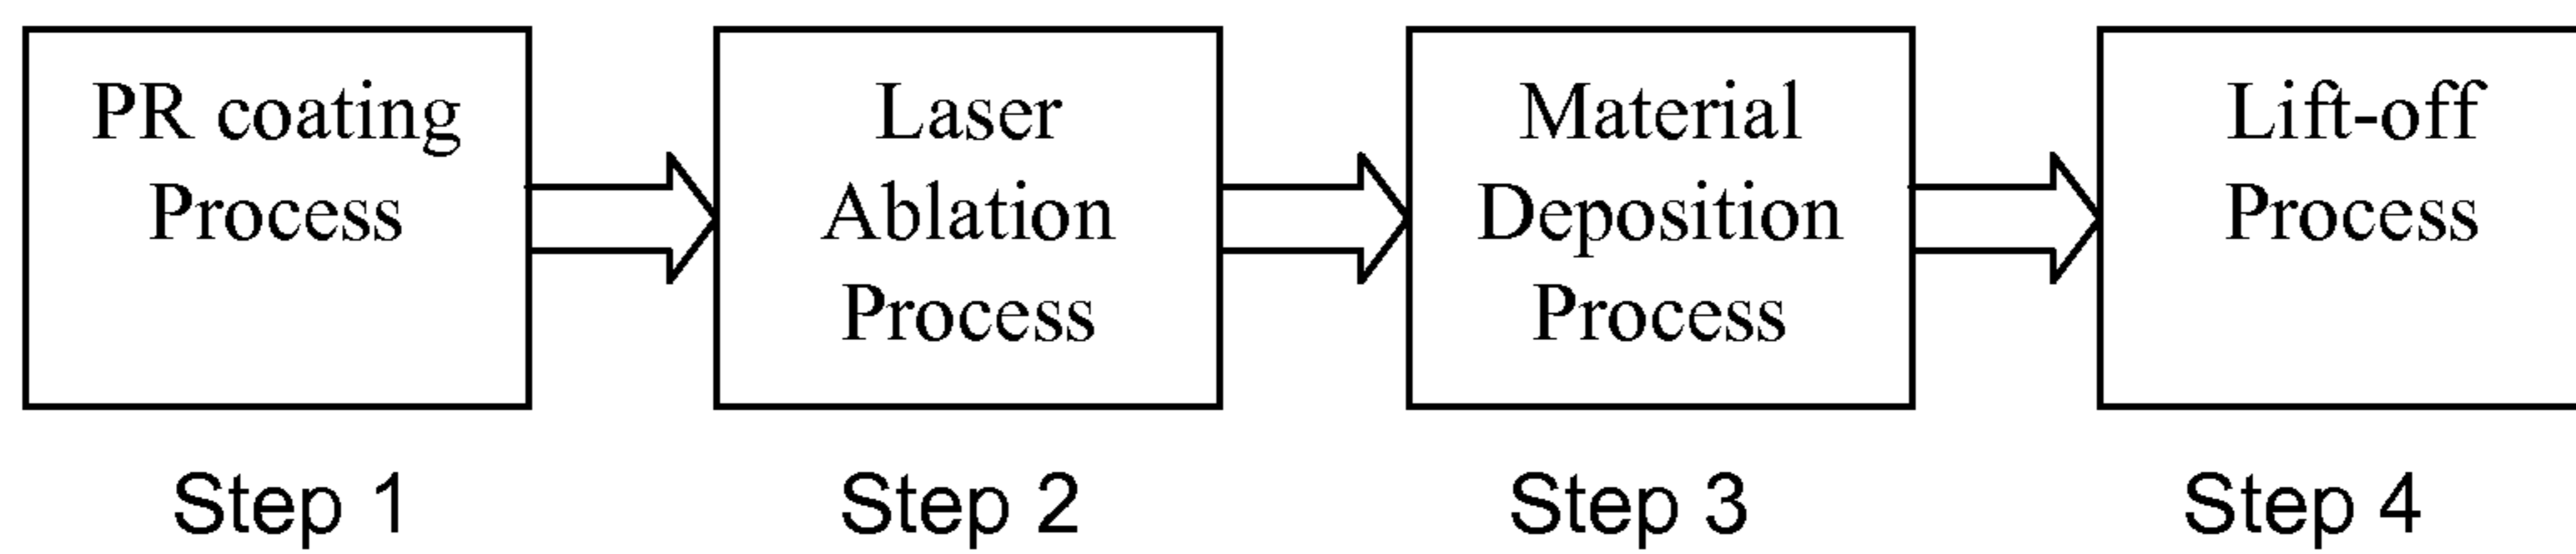 PR coating
Process
Laser
Ablation
Process
Material
Deposition
Process
Lift-off
Process
Step 1
Step 2
Step 3
Step 4